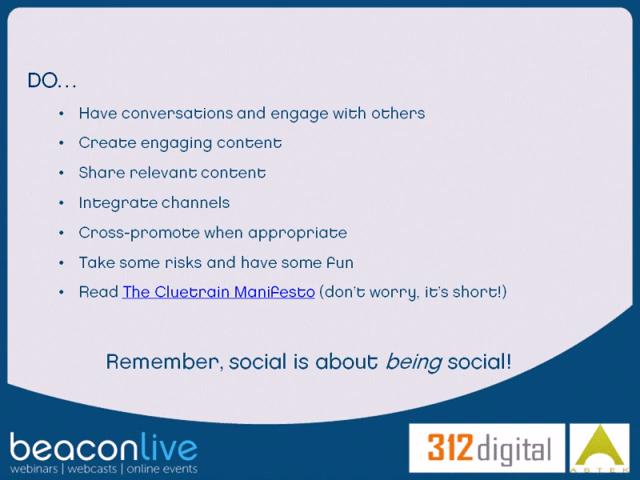 DO...
• Have conversations and engage with others
• Create engaging content
• Share relevant content
• Integrate channels
• Cross-promote when appropriate
• Take some risks and have some fun
• Read The Cluetrain Manifesto (don't worry, it's short!)
Remember, social is about being social!
beaconlive
webinars | webcasts | online events
312digital
ABTEK